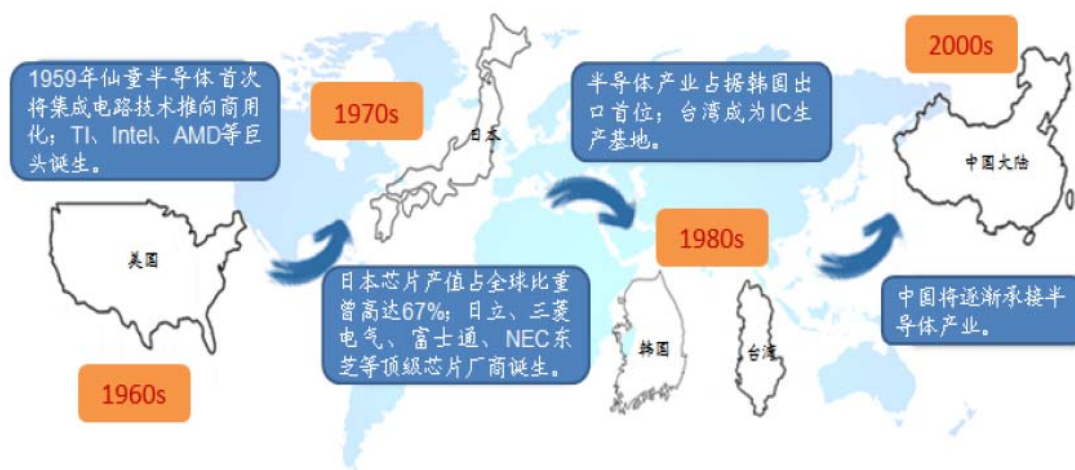 1959年仙童半导体首次
将集成电路技术推向商用
化；TI、Intel、AMD等巨
头诞生。
美国
1960s
1970s
日本
日本芯片产值占全球比重
曾高达67%；日立、三菱
电气、富士通、NEC东
芝等顶级芯片厂商诞生。
半导体产业占据韩国出
口首位；台湾成为IC生
产基地。
1980s
韩国
台湾
2000s
中国大陆
中国将逐渐承接半
导体产业。